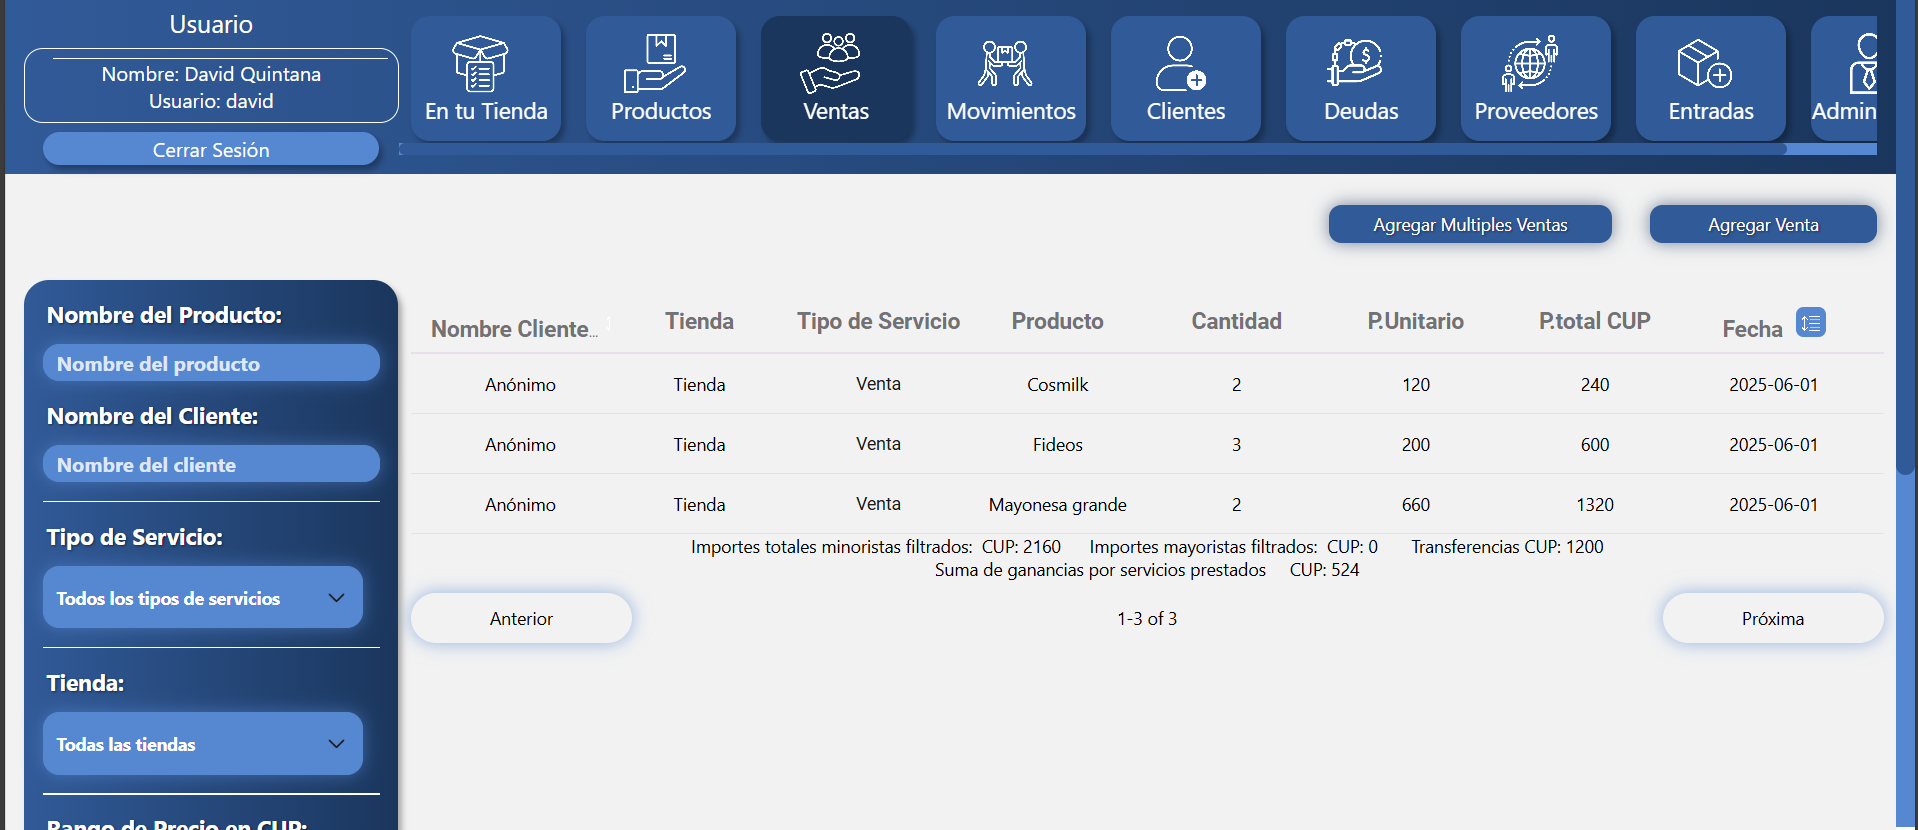 Usuario
Nombre: David Quintana
Usuario: david
Cerrar Sesión
En tu Tienda
Productos
Ventas
Movimientos
Clientes
Deudas
Proveedores
Entradas
Admin
Agregar Multiples Ventas
Agregar Venta
Nombre del Producto:
Nombre del producto
Nombre del Cliente:
Nombre del cliente
Tipo de Servicio:
Todos los tipos de servicios
Tienda:
Todas las tiendas
Rango de Precio en CUP:
Nombre Cliente... Tienda Tipo de Servicio Producto Cantidad P.Unitario P.total CUP Fecha
Anónimo Tienda Venta Cosmilk 2 120 240 2025-06-01
Anónimo Tienda Venta Fideos 3 200 600 2025-06-01
Anónimo Tienda Venta Mayonesa grande 2 660 1320 2025-06-01
Importes totales minoristas filtrados: CUP: 2160 Importes mayoristas filtrados: CUP: 0 Transferencias CUP: 1200
Suma de ganancias por servicios prestados CUP: 524
Anterior
1-3 of 3
Próxima